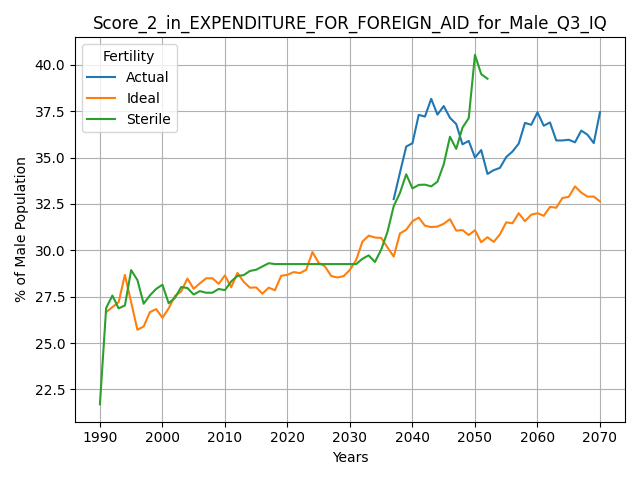 Score_2_in_EXPENDITURE_FOR_FOREIGN_AID_for_Male_Q3_IQ
Fertility
Actual
Ideal
Sterile
% of Male Population
40.0
37.5
35.0
32.5
30.0
27.5
25.0
22.5
1990 2000 2010 2020 2030 2040 2050 2060 2070
Years